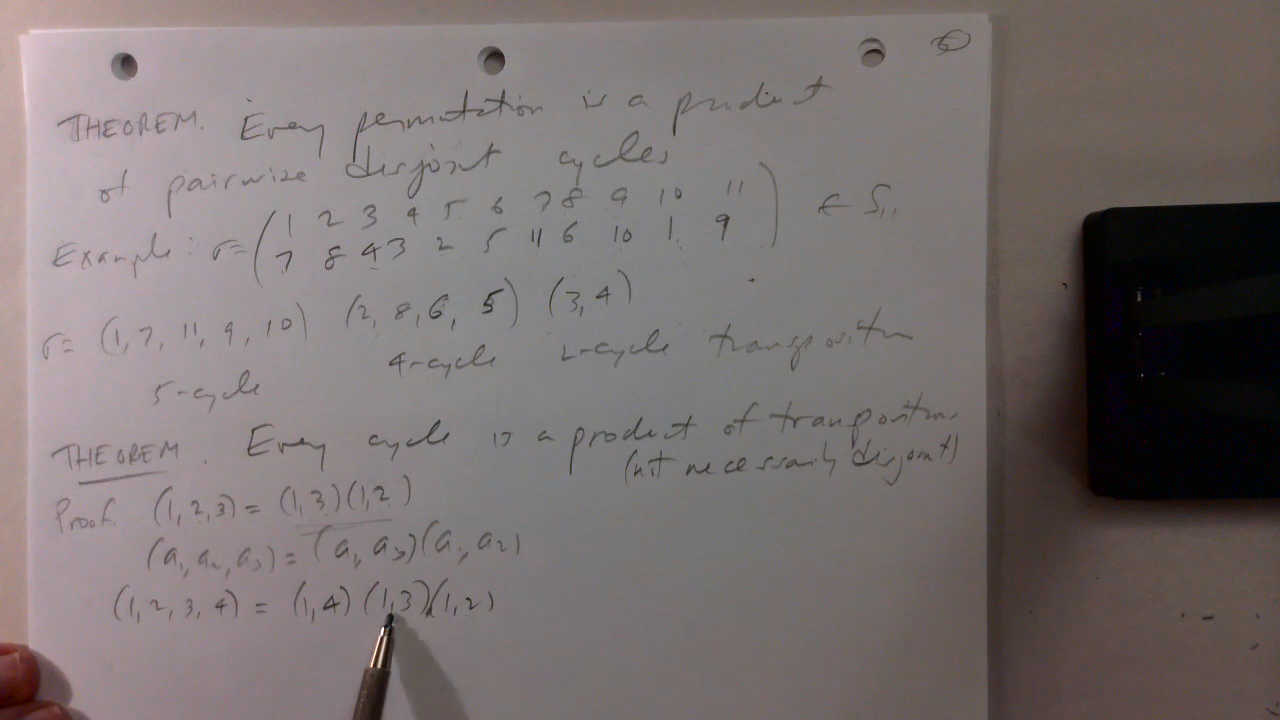 6
THEOREM. Every permutation is a product
of pairwise disjoint cycles
Example: σ = ( 1 2 3 4 5 6 7 8 9 10 11 ) ∈ S₁₁.
7 8 4 3 2 5 11 6 10 1 9
σ = (1, 7, 11, 9, 10) (2, 8, 6, 5) (3, 4)
5-cycle 4-cycle 2-cycle transposition
THEOREM. Every cycle is a product of transpositions
(not necessarily disjoint)
Proof. (1, 2, 3) = (1, 3)(1, 2)
(a₁, a₂, a₃) = (a₁, a₃)(a₁, a₂)
(1, 2, 3, 4) = (1, 4) (1, 3)(1, 2)